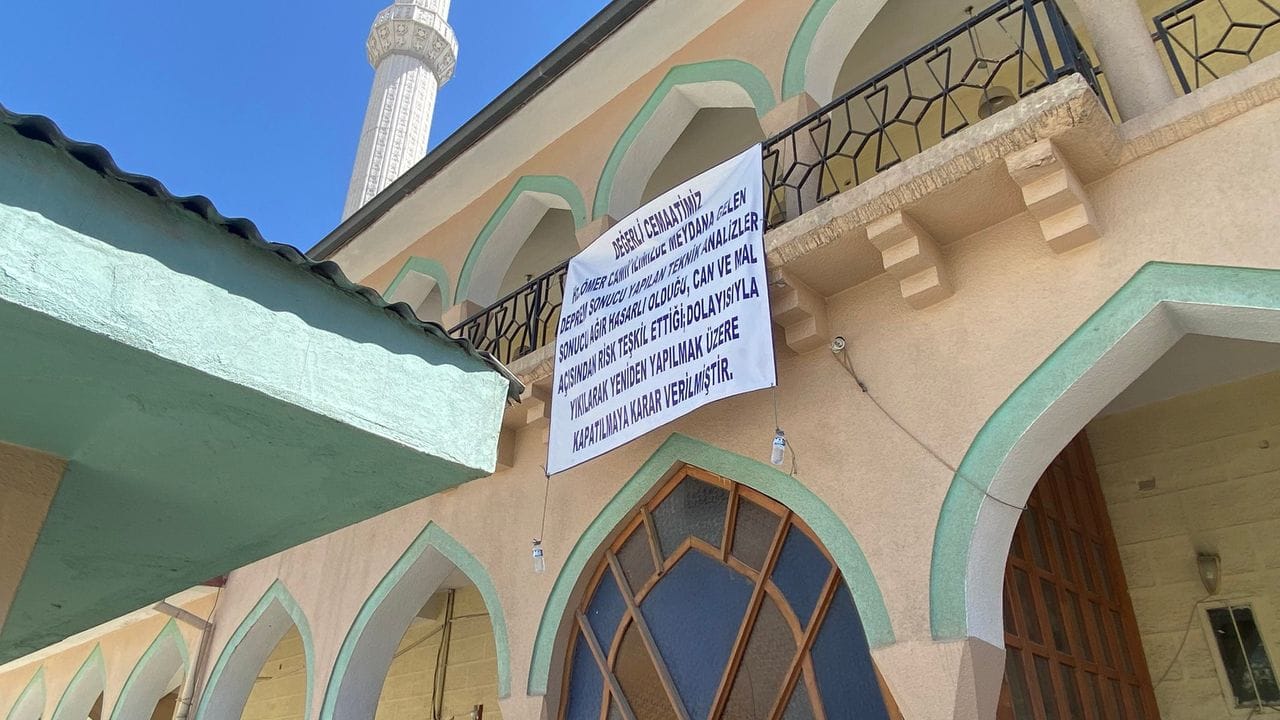 DEĞERLİ CEMAATİMİZ
HZ.ÖMER CAMİİ İLİMİZDE MEYDANA GELEN
DEPREM SONUCU YAPILAN TEKNİK ANALİZLER
SONUCU AĞIR HASARLI OLDUĞU, CAN VE MAL
AÇISINDAN RİSK TEŞKİL ETTİĞİ,DOLAYISIYLA
YIKILARAK YENİDEN YAPILMAK ÜZERE
KAPATILMAYA KARAR VERİLMİŞTİR.